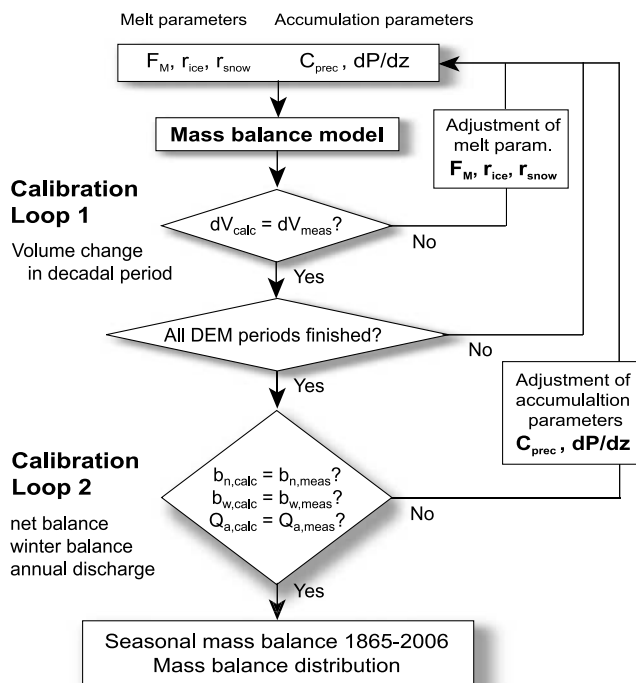 Melt parameters Accumulation parameters
F_M, r_ice, r_snow C_prec , dP/dz
Mass balance model
Adjustment of
melt param.
F_M, r_ice, r_snow
Calibration
Loop 1
Volume change
in decadal period
dV_calc = dV_meas?
No
Yes
All DEM periods finished?
No
Yes
Adjustment of
accumulaltion
parameters
C_prec , dP/dz
Calibration
Loop 2
net balance
winter balance
annual discharge
b_n,calc = b_n,meas?
b_w,calc = b_w,meas?
Q_a,calc = Q_a,meas?
No
Yes
Seasonal mass balance 1865-2006
Mass balance distribution